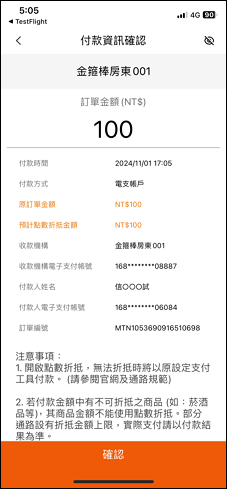 5:05
4G 90
TestFlight
付款資訊確認
金箍棒房東001
訂單金額(NT$)
100
付款時間 2024/11/01 17:05
付款方式 電支帳戶
原訂單金額 NT$100
預計點數折抵金額 NT$100
收款機構 金箍棒房東001
收款機構電子支付帳號 168********08887
付款人姓名 信〇〇〇試
付款人電子支付帳號 168********06084
訂單編號 MTN1053690916510698
注意事項：
1. 開啟點數折抵，無法折抵時將以原設定支付
工具付款。(請參閱官網及通路規範)
2. 若付款金額中有不可折抵之商品 (如：菸酒
品等)，其商品金額不能使用點數折抵。部分
通路設有折抵金額上限，實際支付請以付款結
果為準。
確認